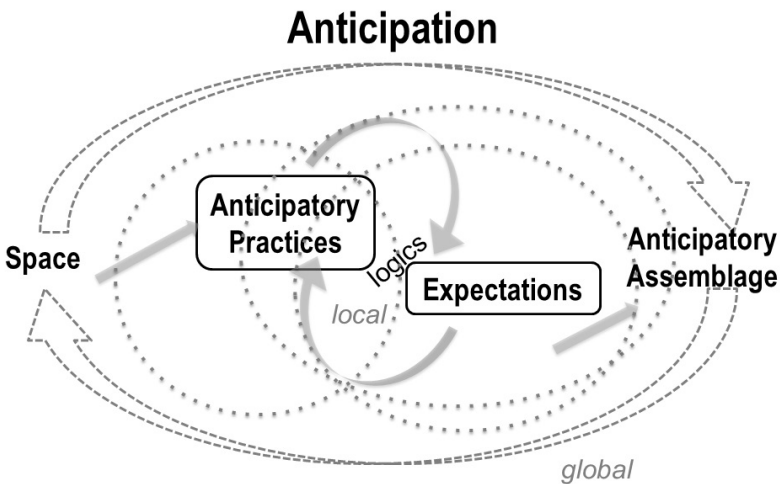 Anticipation
Anticipatory
Practices
Space
logics
local
Expectations
Anticipatory
Assemblage
global